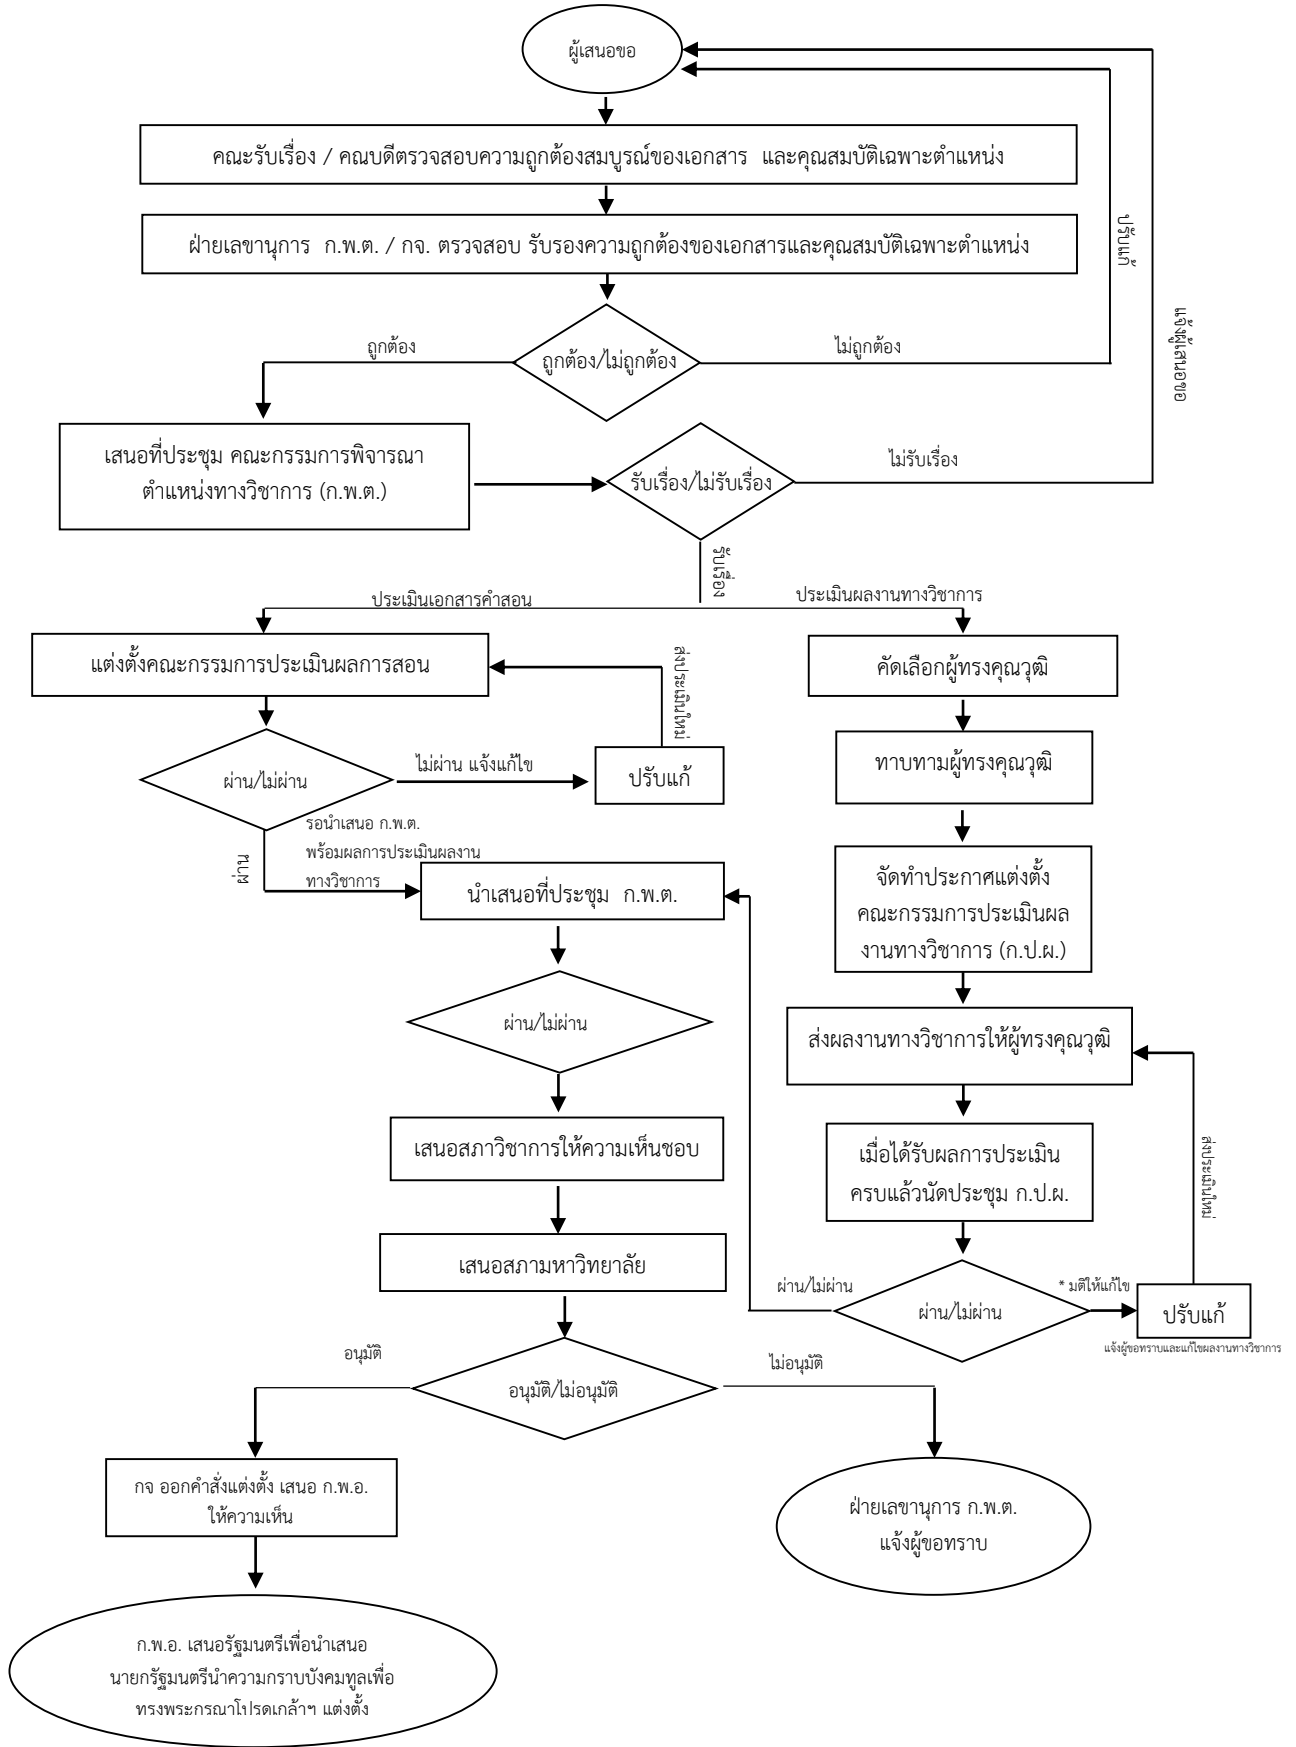 ผู้เสนอขอ
คณะรับเรื่อง / คณบดีตรวจสอบความถูกต้องสมบูรณ์ของเอกสาร และคุณสมบัติเฉพาะตำแหน่ง
ฝ่ายเลขานุการ ก.พ.ต. / กจ. ตรวจสอบ รับรองความถูกต้องของเอกสารและคุณสมบัติเฉพาะตำแหน่ง
ปรับแก้
แจ้งผู้เสนอขอ
ถูกต้อง
ถูกต้อง/ไม่ถูกต้อง
ไม่ถูกต้อง
เสนอที่ประชุม คณะกรรมการพิจารณา
ตำแหน่งทางวิชาการ (ก.พ.ต.)
รับเรื่อง/ไม่รับเรื่อง
ไม่รับเรื่อง
รับเรื่อง
ประเมินเอกสารคำสอน
ประเมินผลงานทางวิชาการ
แต่งตั้งคณะกรรมการประเมินผลการสอน
ส่งประเมินใหม่
คัดเลือกผู้ทรงคุณวุฒิ
ผ่าน/ไม่ผ่าน
ไม่ผ่าน แจ้งแก้ไข
ปรับแก้
ทาบทามผู้ทรงคุณวุฒิ
ผ่าน
รอนำเสนอ ก.พ.ต.
พร้อมผลการประเมินผลงาน
ทางวิชาการ
นำเสนอที่ประชุม ก.พ.ต.
จัดทำประกาศแต่งตั้ง
คณะกรรมการประเมินผล
งานทางวิชาการ (ก.ป.ผ.)
ผ่าน/ไม่ผ่าน
ส่งผลงานทางวิชาการให้ผู้ทรงคุณวุฒิ
เสนอสภาวิชาการให้ความเห็นชอบ
เมื่อได้รับผลการประเมิน
ครบแล้วนัดประชุม ก.ป.ผ.
ส่งประเมินใหม่
เสนอสภามหาวิทยาลัย
ผ่าน/ไม่ผ่าน
ผ่าน/ไม่ผ่าน
* มติให้แก้ไข
ปรับแก้
แจ้งผู้ขอทราบและแก้ไขผลงานทางวิชาการ
อนุมัติ
อนุมัติ/ไม่อนุมัติ
ไม่อนุมัติ
กจ ออกคำสั่งแต่งตั้ง เสนอ ก.พ.อ.
ให้ความเห็น
ฝ่ายเลขานุการ ก.พ.ต.
แจ้งผู้ขอทราบ
ก.พ.อ. เสนอรัฐมนตรีเพื่อนำเสนอ
นายกรัฐมนตรีนำความกราบบังคมทูลเพื่อ
ทรงพระกรณาโปรดเกล้าฯ แต่งตั้ง